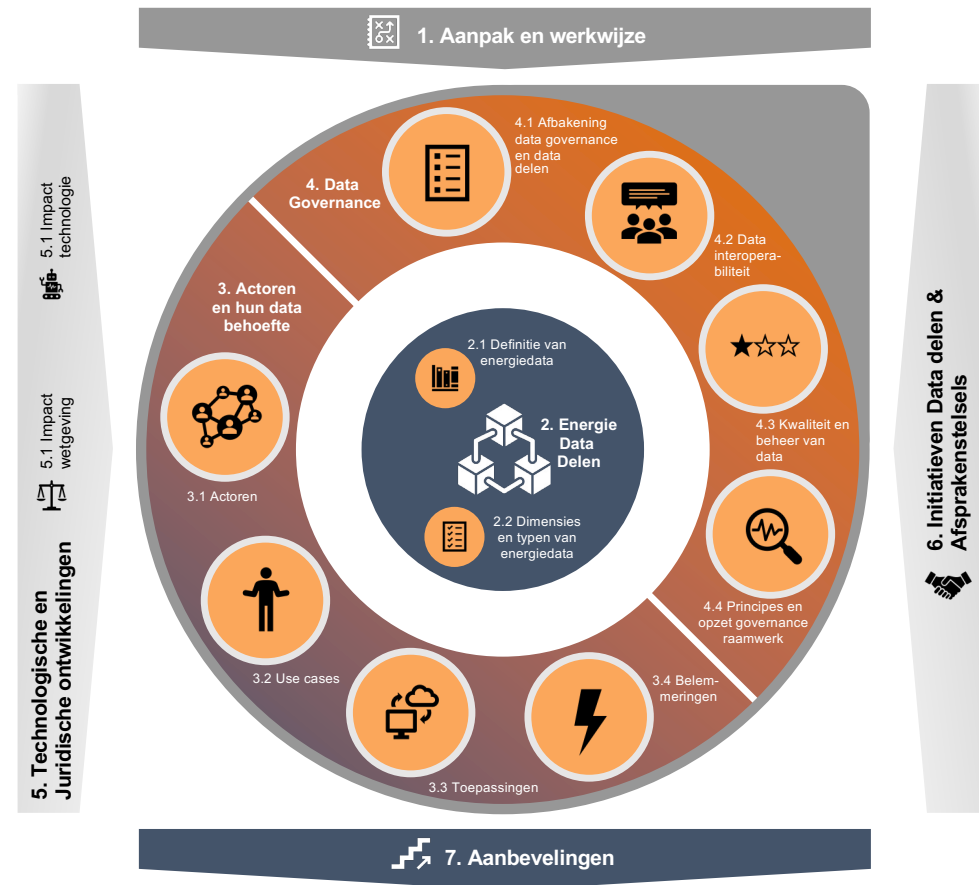 1. Aanpak en werkwijze
4.1 Afbakening
data governance
en data
delen
4. Data
Governance
4.2 Data
interopera-
biliteit
3. Actoren
en hun data
behoefte
2.1 Definitie van
energiedata
2. Energie
Data
Delen
2.2 Dimensies
en typen van
energiedata
4.3 Kwaliteit en
beheer van
data
4.4 Principes en
opzet governance
raamwerk
3.1 Actoren
3.2 Use cases
3.3 Toepassingen
3.4 Belem-
meringen
5. Technologische en
Juridische ontwikkelingen
5.1 Impact
wetgeving
5.1 Impact
technologie
6. Initiatieven Data delen &
Afsprakenstelsels
7. Aanbevelingen